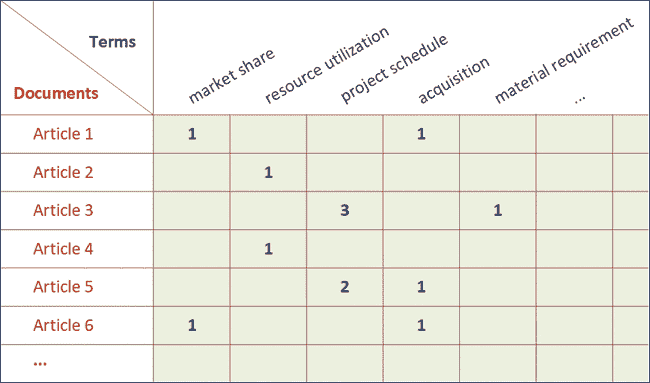 Terms
Documents
market share
resource utilization
project schedule
acquisition
material requirement
...
Article 1 1 1
Article 2 1
Article 3 3 1
Article 4 1
Article 5 2 1
Article 6 1 1
...